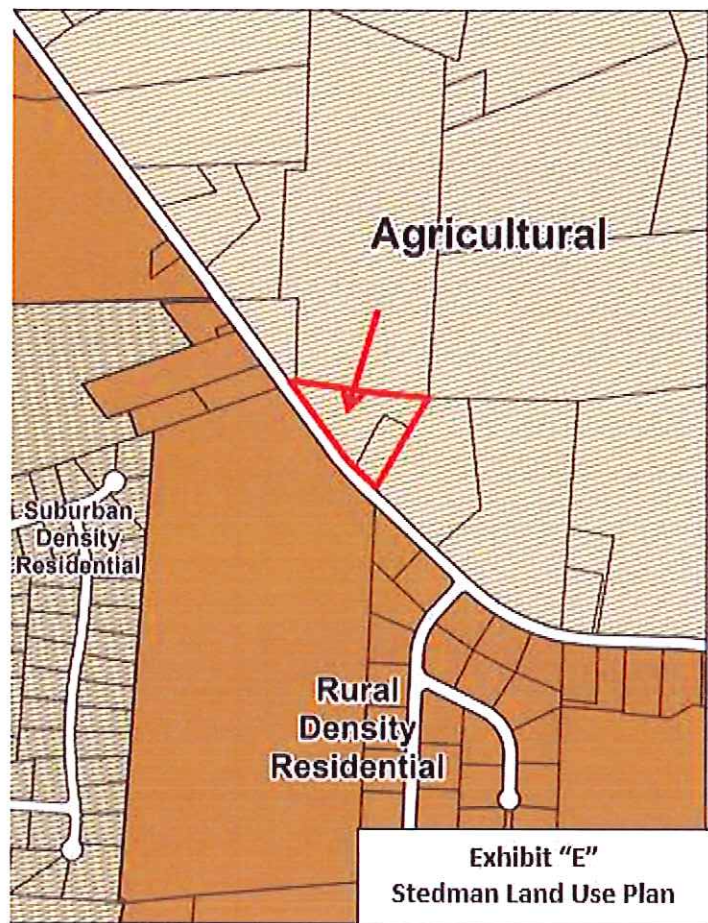 Agricultural
Suburban
Density
Residential
Rural
Density
Residential
Exhibit "E"
Stedman Land Use Plan